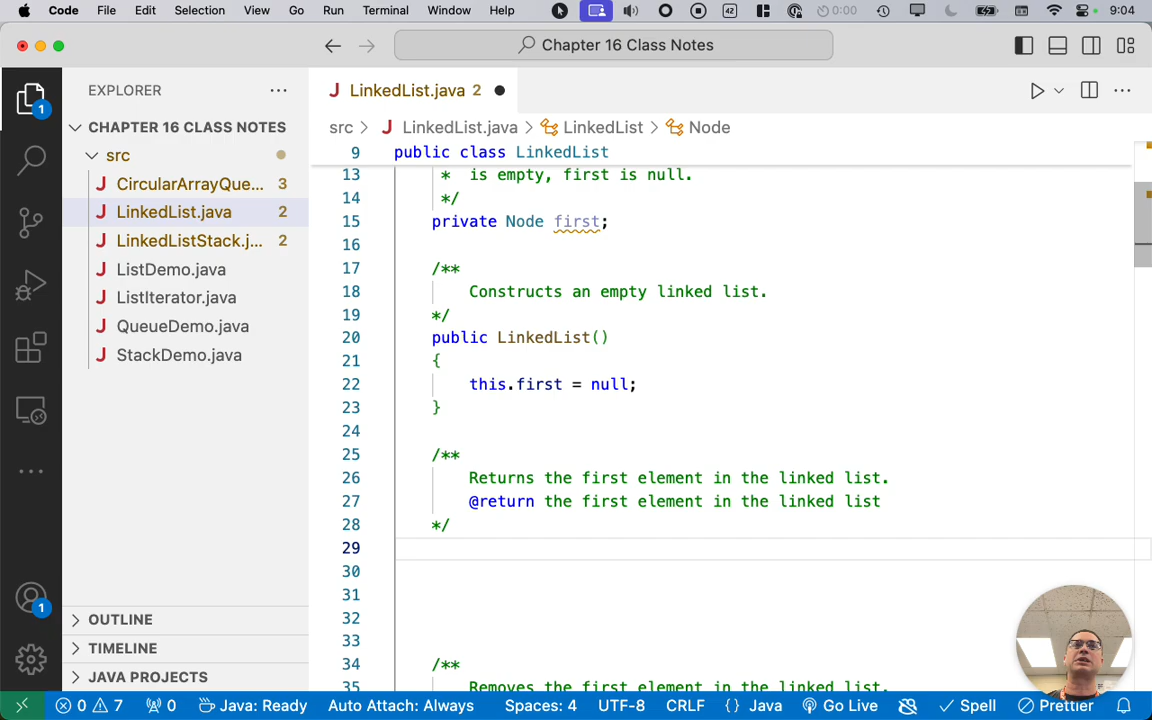 Code File Edit Selection View Go Run Terminal Window Help 42 0:00 9:04
Chapter 16 Class Notes
EXPLORER
LinkedList.java 2
1
CHAPTER 16 CLASS NOTES
src
CircularArrayQue... 3
LinkedList.java 2
LinkedListStack.j... 2
ListDemo.java
ListIterator.java
QueueDemo.java
StackDemo.java
OUTLINE
TIMELINE
JAVA PROJECTS
1
src > LinkedList.java > LinkedList > Node
9 public class LinkedList
13 * is empty, first is null.
14 */
15 private Node first;
16
17 /**
18 Constructs an empty linked list.
19 */
20 public LinkedList()
21 {
22 this.first = null;
23 }
24
25 /**
26 Returns the first element in the linked list.
27 @return the first element in the linked list
28 */
29
30
31
32
33
34 /**
35 Removes the first element in the linked list.
0 7 0 Java: Ready Auto Attach: Always Spaces: 4 UTF-8 CRLF {} Java Go Live Spell Prettier